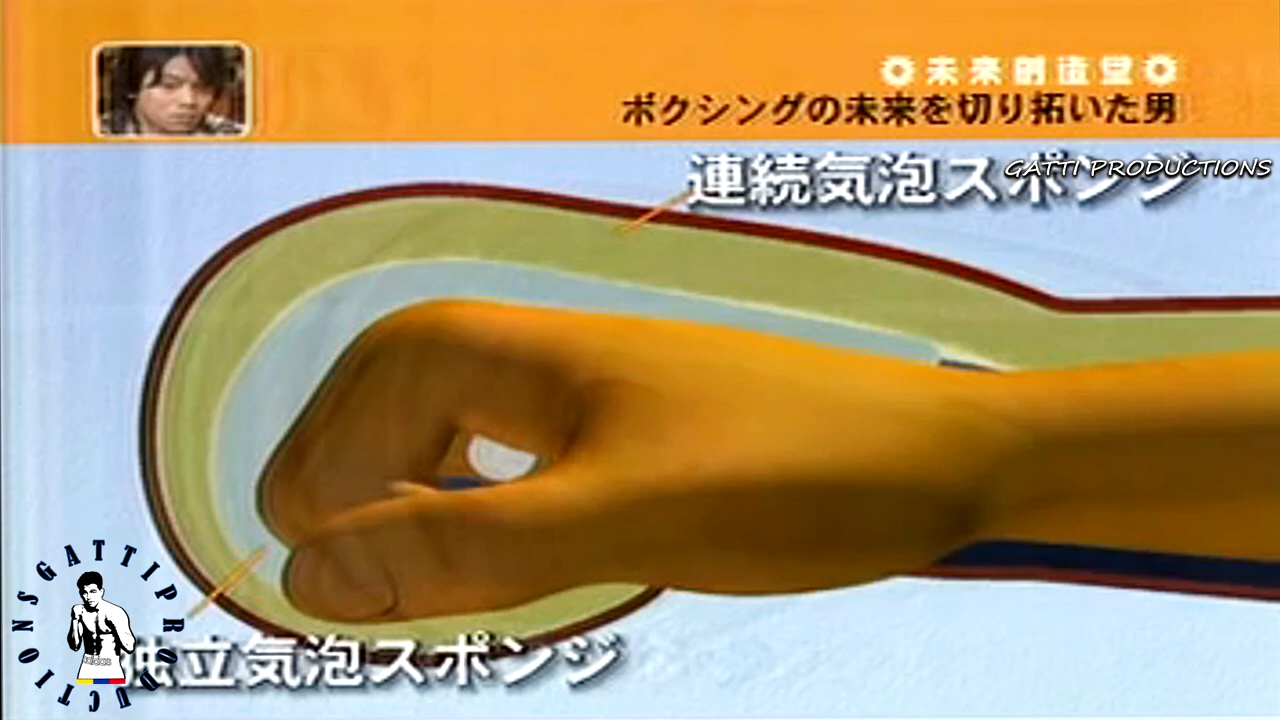 未来創造堂
ボクシングの未来を切り拓いた男
連続気泡スポンジ
GATTI PRODUCTIONS
独立気泡スポンジ
GATTI PRODUCTIONS
adidas